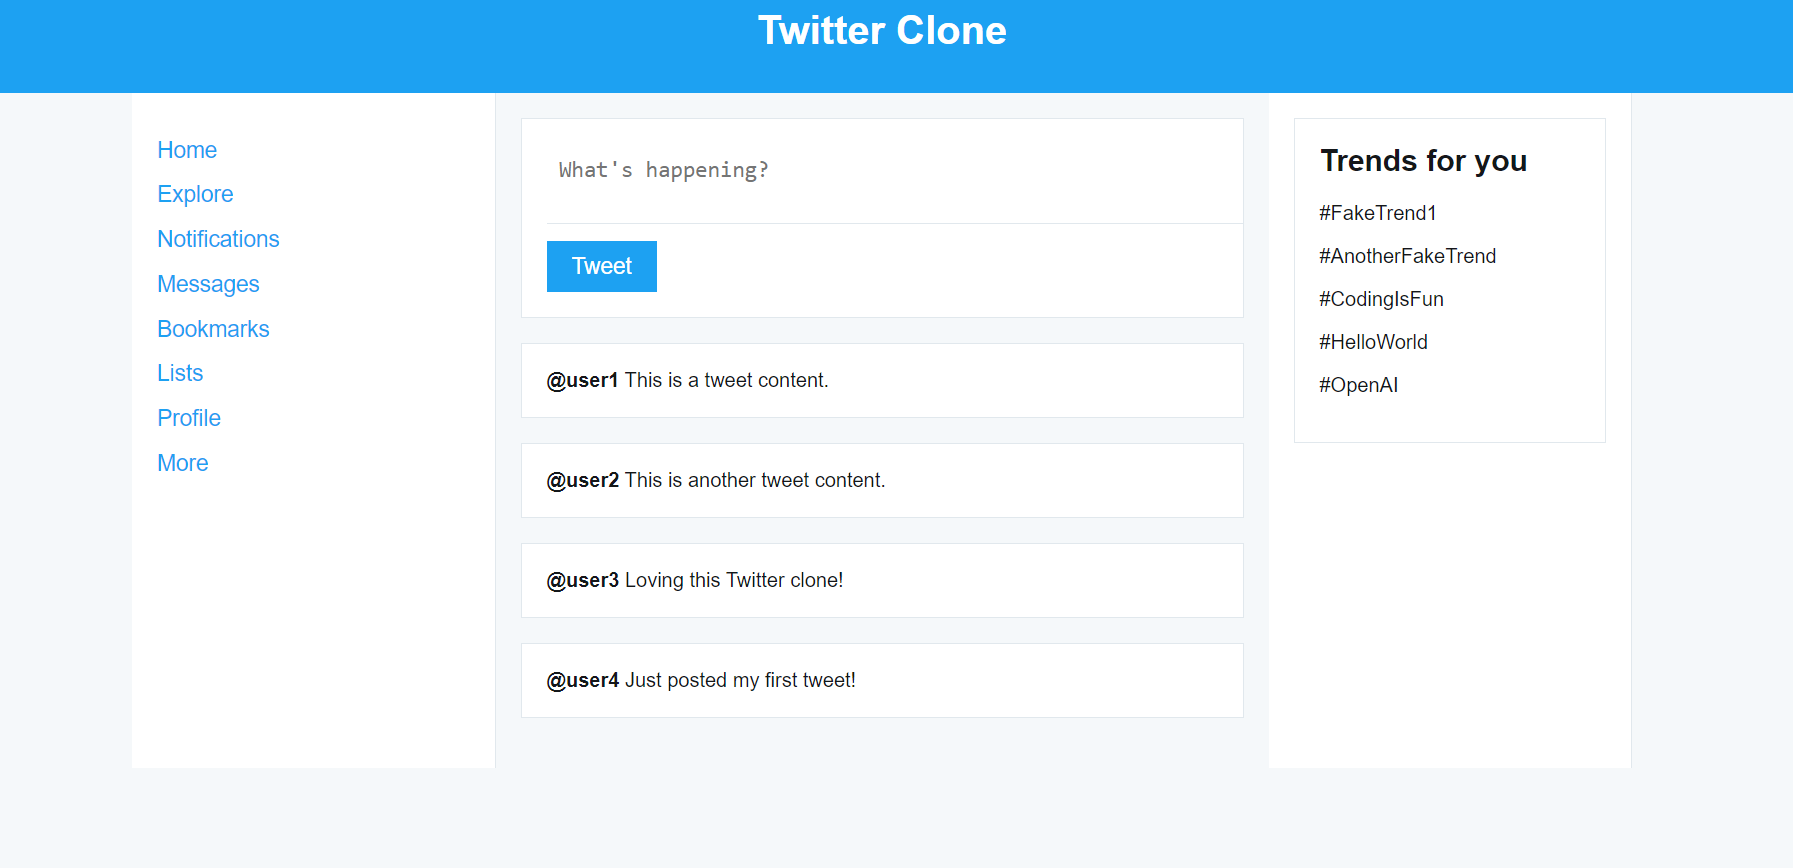 Twitter Clone
Home
Explore
Notifications
Messages
Bookmarks
Lists
Profile
More
What's happening?
Tweet
@user1 This is a tweet content.
@user2 This is another tweet content.
@user3 Loving this Twitter clone!
@user4 Just posted my first tweet!
Trends for you
#FakeTrend1
#AnotherFakeTrend
#CodingIsFun
#HelloWorld
#OpenAI